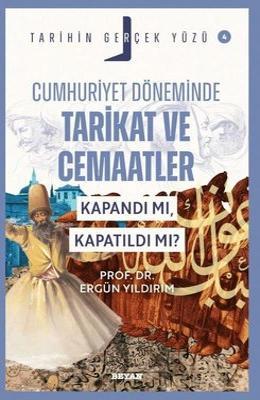 TARİHİN GERÇEK YÜZÜ 4
CUMHURİYET DÖNEMİNDE
TARİKAT VE
CEMAATLER
KAPANDI MI,
KAPATILDI MI?
PROF. DR.
ERGÜN YILDIRIM
BEYAN